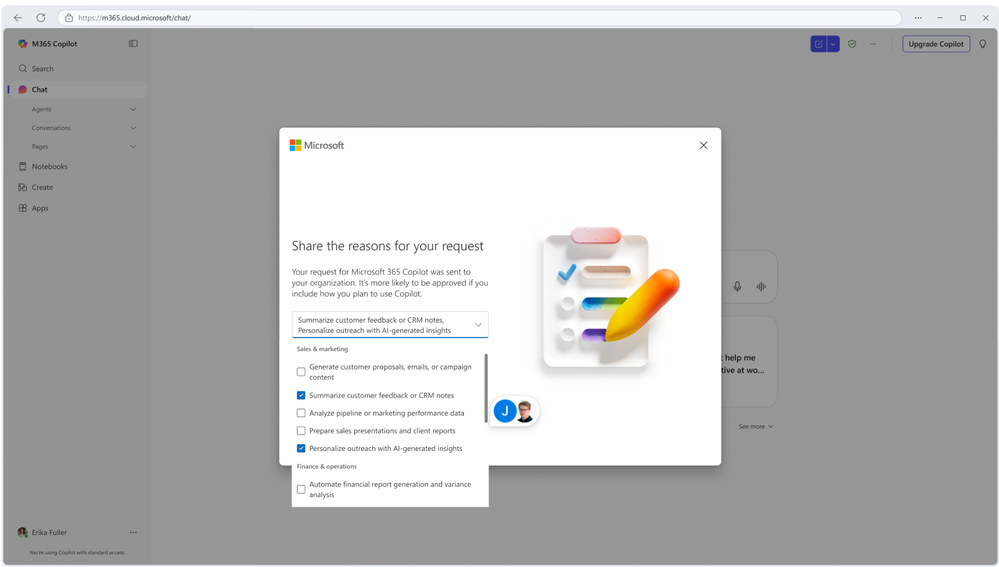 https://m365.cloud.microsoft/chat/
M365 Copilot
Upgrade Copilot
Search
Chat
Agents
Conversations
Pages
Notebooks
Create
Apps
Microsoft
Share the reasons for your request
Your request for Microsoft 365 Copilot was sent to
your organization. It's more likely to be approved if you
include how you plan to use Copilot.
Summarize customer feedback or CRM notes,
Personalize outreach with AI-generated insights
Sales & marketing
Generate customer proposals, emails, or campaign
content
Summarize customer feedback or CRM notes
Analyze pipeline or marketing performance data
Prepare sales presentations and client reports
Personalize outreach with AI-generated insights
Finance & operations
Automate financial report generation and variance
analysis
J
t help me
tive at wo...
See more
Erika Fuller
You're using Copilot with standard access.